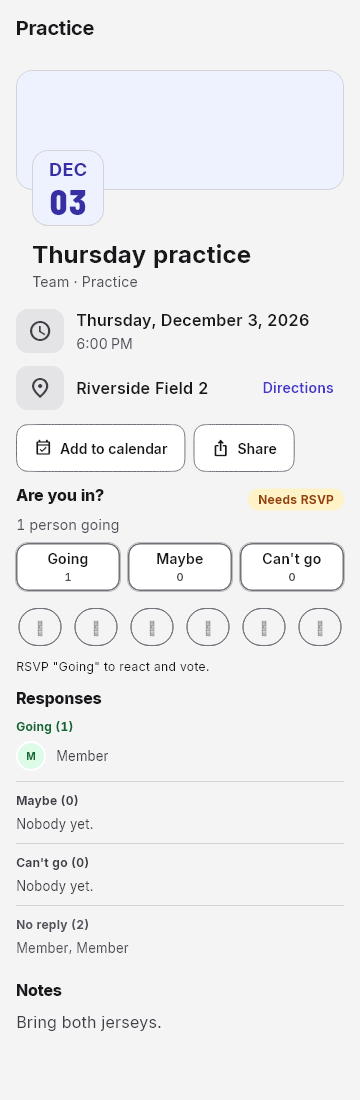 Practice
DEC
03
Thursday practice
Team · Practice
Thursday, December 3, 2026
6:00 PM
Riverside Field 2
Directions
Add to calendar
Share
Are you in?
Needs RSVP
1 person going
Going
1
Maybe
0
Can't go
0
RSVP "Going" to react and vote.
Responses
Going (1)
M
Member
Maybe (0)
Nobody yet.
Can't go (0)
Nobody yet.
No reply (2)
Member, Member
Notes
Bring both jerseys.